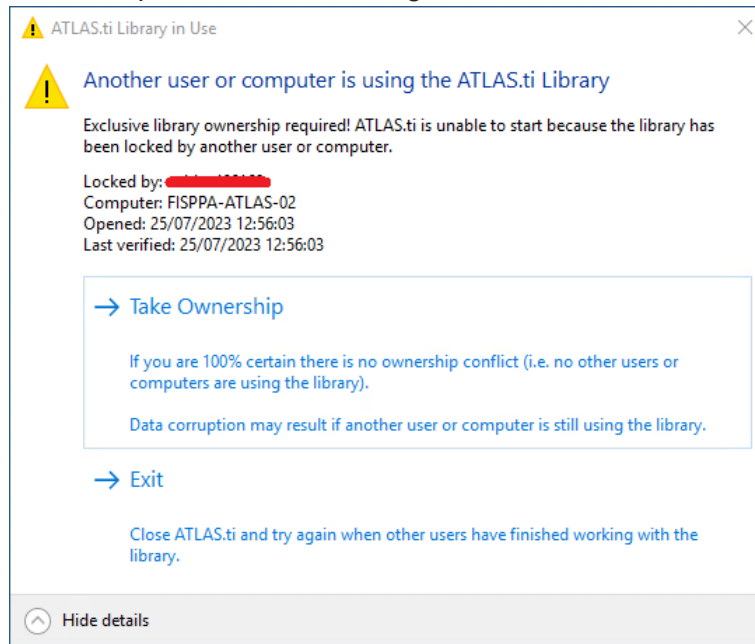 ATLAS.ti Library in Use
Another user or computer is using the ATLAS.ti Library
Exclusive library ownership required! ATLAS.ti is unable to start because the library has
been locked by another user or computer.
Locked by:
Computer: FISPPA-ATLAS-02
Opened: 25/07/2023 12:56:03
Last verified: 25/07/2023 12:56:03
Take Ownership
If you are 100% certain there is no ownership conflict (i.e. no other users or
computers are using the library).
Data corruption may result if another user or computer is still using the library.
Exit
Close ATLAS.ti and try again when other users have finished working with the
library.
Hide details